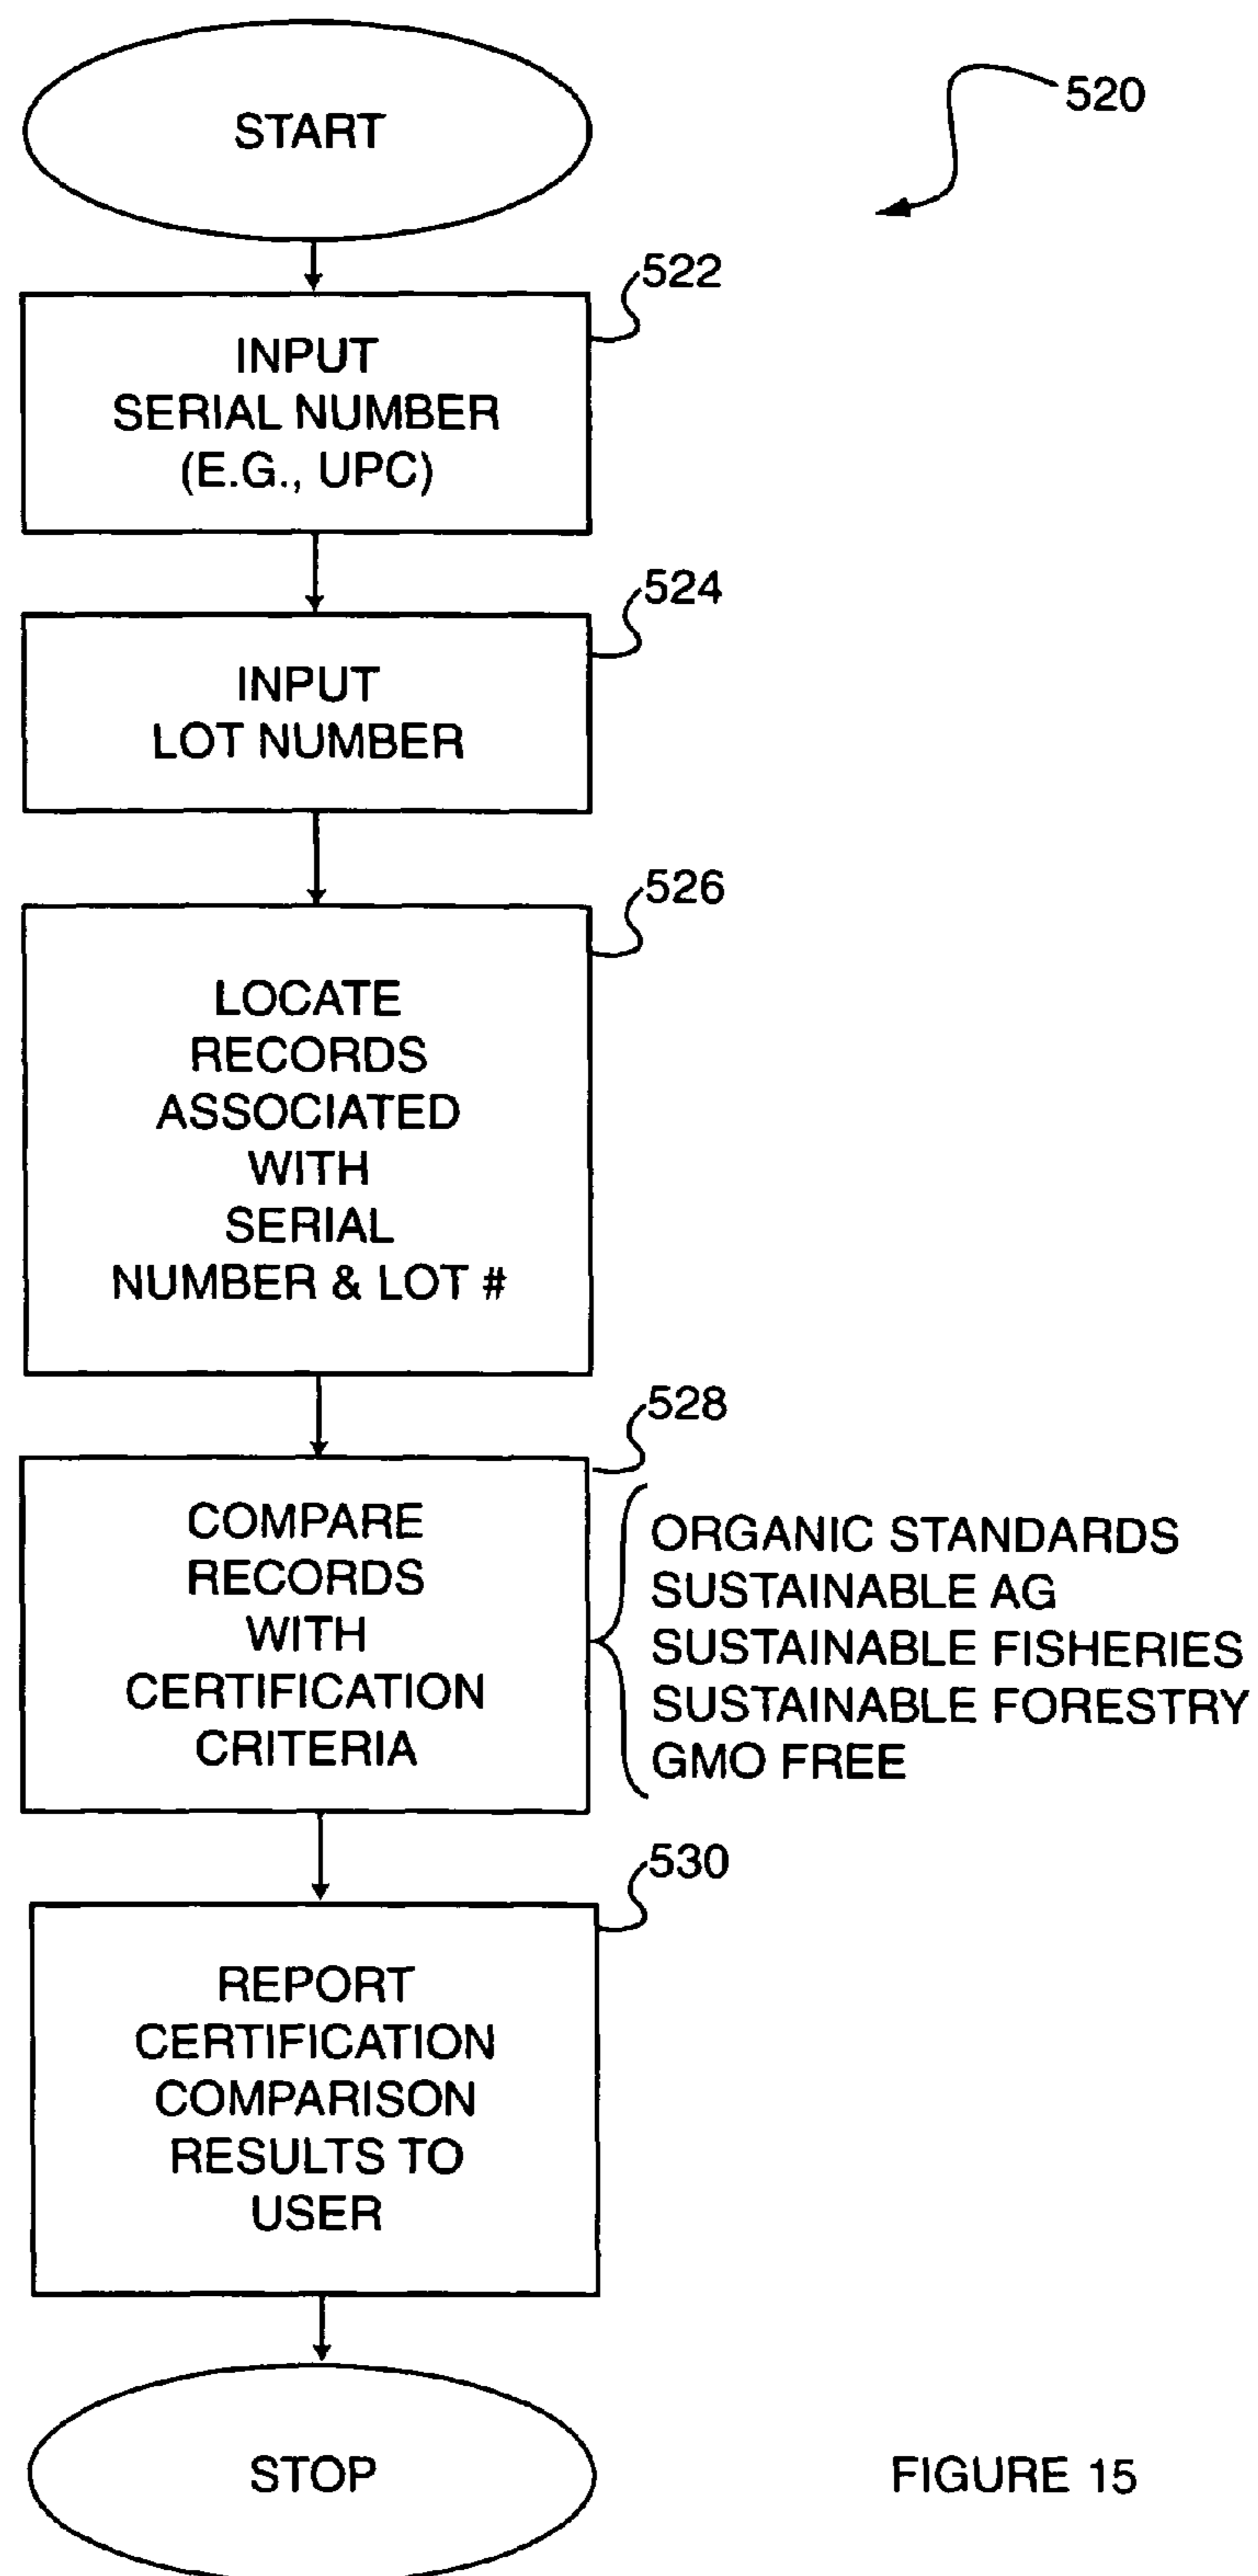 START
520
522
INPUT
SERIAL NUMBER
(E.G., UPC)
524
INPUT
LOT NUMBER
526
LOCATE
RECORDS
ASSOCIATED
WITH
SERIAL
NUMBER & LOT #
528
COMPARE
RECORDS
WITH
CERTIFICATION
CRITERIA
ORGANIC STANDARDS
SUSTAINABLE AG
SUSTAINABLE FISHERIES
SUSTAINABLE FORESTRY
GMO FREE
530
REPORT
CERTIFICATION
COMPARISON
RESULTS TO
USER
STOP
FIGURE 15